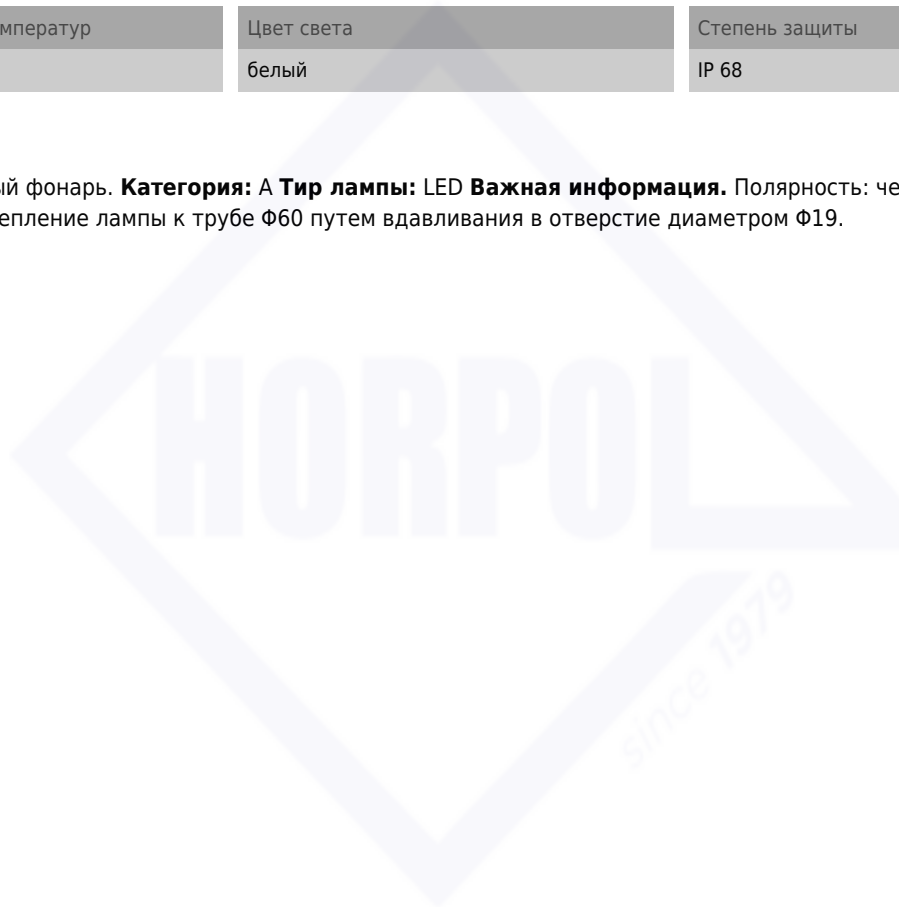 мператур Цвет света Степень защиты
белый IP 68
ый фонарь. Категория: A Тир лампы: LED Важная информация. Полярность: че
епление лампы к трубе Ф60 путем вдавливания в отверстие диаметром Ф19.
HORPOL
since 1979